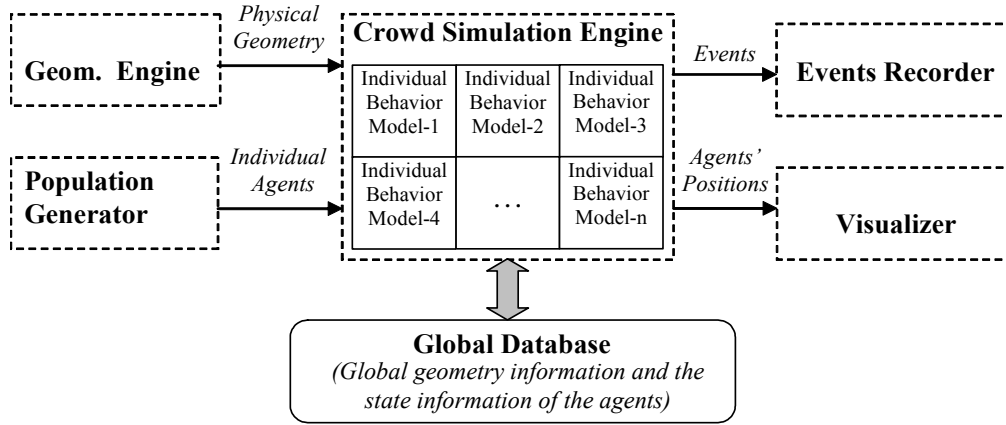 Physical
Geometry
Geom. Engine
Population
Generator
Individual
Agents
Crowd Simulation Engine
Individual
Behavior
Model-1
Individual
Behavior
Model-2
Individual
Behavior
Model-3
Individual
Behavior
Model-4
…
Individual
Behavior
Model-n
Events
Events Recorder
Agents’
Positions
Visualizer
Global Database
(Global geometry information and the
state information of the agents)